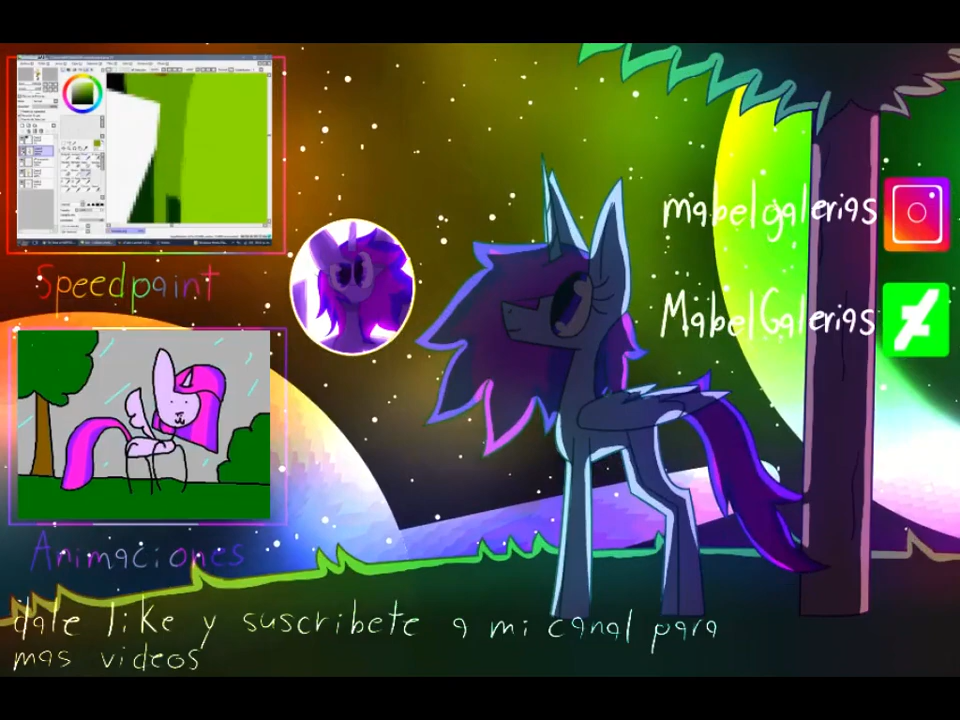 Speedpaint
mabelgalerias
MabelGalerias
Animaciones
dale like y suscribete a mi canal para
mas videos